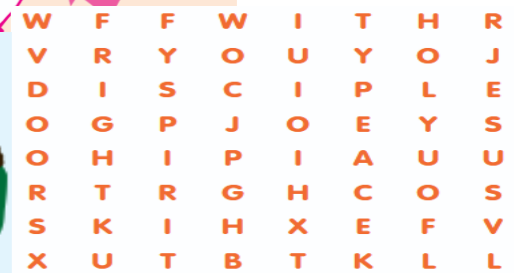 W F F W I T H R
V R Y O U Y O J
D I S C I P L E
O G P J O E Y S
O H I P I A U U
R T R G H C O S
S K I H X E F V
X U T B T K L L